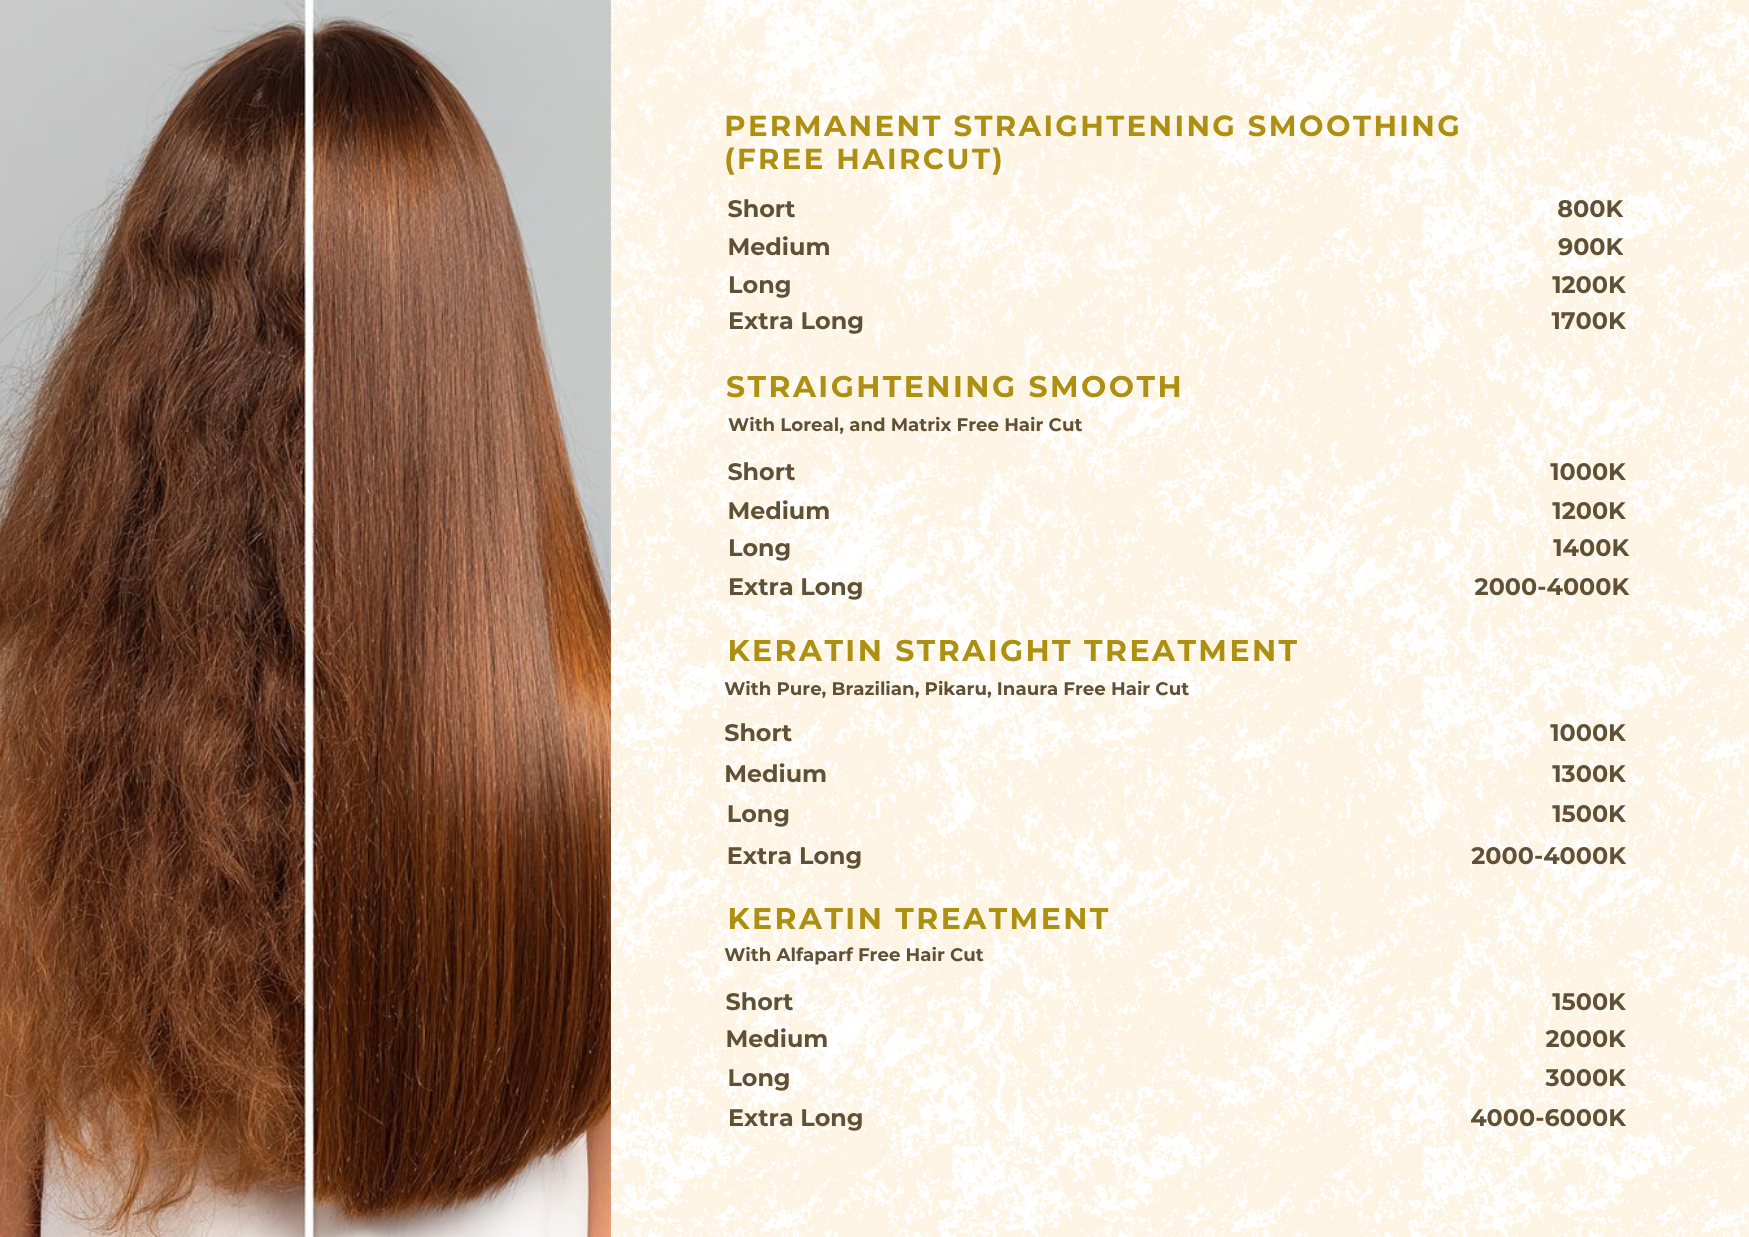 PERMANENT STRAIGHTENING SMOOTHING
(FREE HAIRCUT)
Short 800K
Medium 900K
Long 1200K
Extra Long 1700K
STRAIGHTENING SMOOTH
With Loreal, and Matrix Free Hair Cut
Short 1000K
Medium 1200K
Long 1400K
Extra Long 2000-4000K
KERATIN STRAIGHT TREATMENT
With Pure, Brazilian, Pikaru, Inaura Free Hair Cut
Short 1000K
Medium 1300K
Long 1500K
Extra Long 2000-4000K
KERATIN TREATMENT
With Alfaparf Free Hair Cut
Short 1500K
Medium 2000K
Long 3000K
Extra Long 4000-6000K